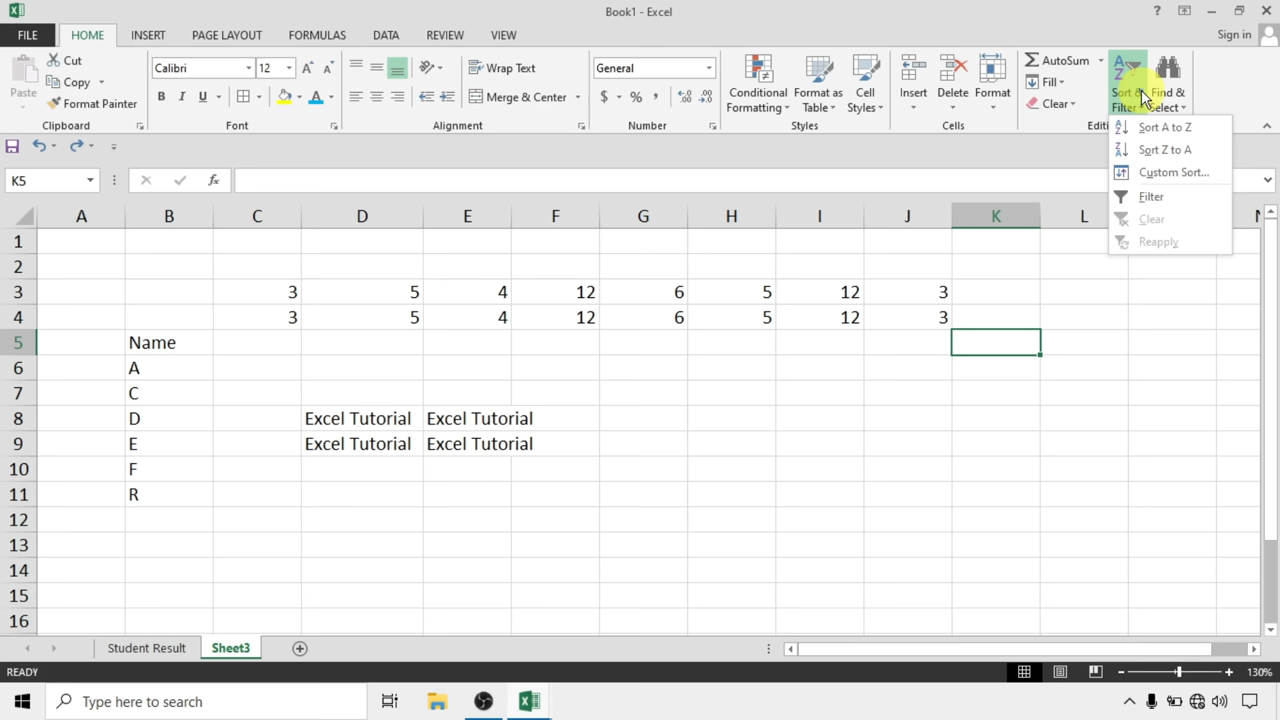 Book1 - Excel
?
FILE
HOME
INSERT
PAGE LAYOUT
FORMULAS
DATA
REVIEW
VIEW
Sign in
Paste
Cut
Copy
Format Painter
Clipboard
Calibri
12
B I U
Font
Wrap Text
Merge & Center
Alignment
General
$ % ,
Number
Conditional
Formatting
Format as
Table
Cell
Styles
Styles
Insert
Delete
Format
Cells
AutoSum
Fill
Clear
Sort &
Filter
Find &
Select
Editi
Sort A to Z
Sort Z to A
Custom Sort...
Filter
Clear
Reapply
K5
fx
A B C D E F G H I J K L
1
2
3 3 5 4 12 6 5 12 3
4 3 5 4 12 6 5 12 3
5 Name
6 A
7 C
8 D Excel Tutorial Excel Tutorial
9 E Excel Tutorial Excel Tutorial
10 F
11 R
12
13
14
15
16
Student Result
Sheet3
READY
130%
Type here to search